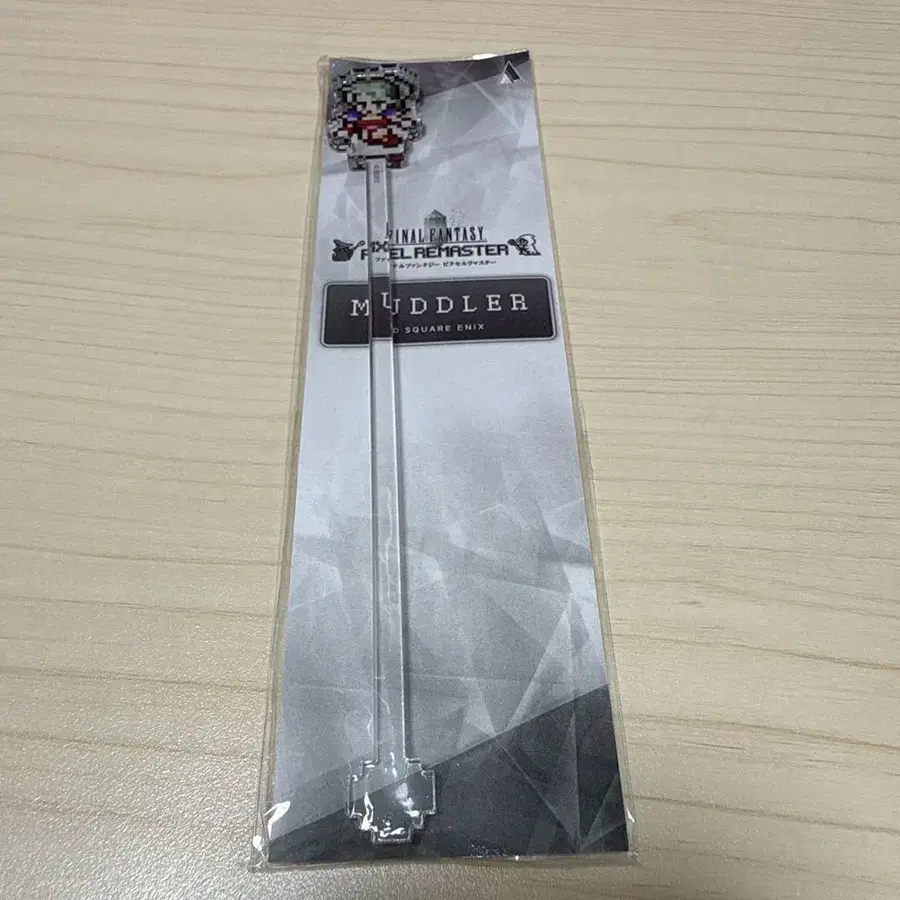 FINAL FANTASY
PIXEL REMASTER
ファイナルファンタジー ピクセルリマスター
MUDDLER
© SQUARE ENIX